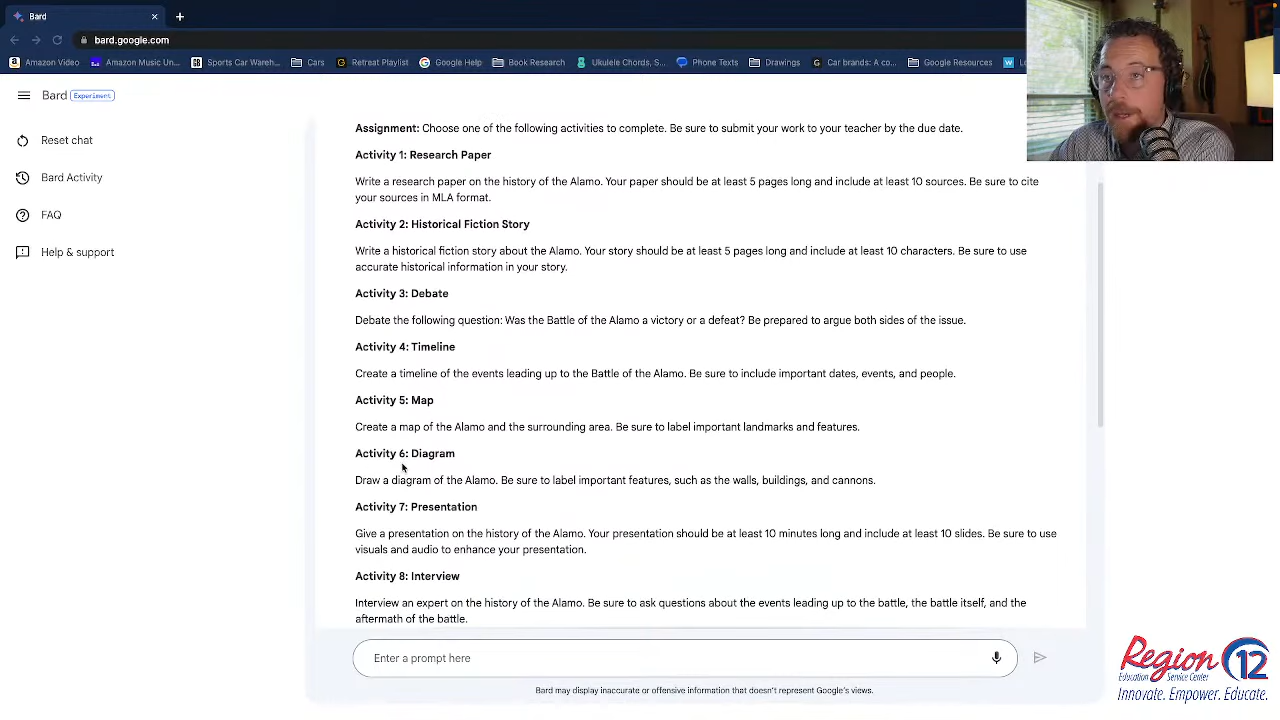 Bard
bard.google.com
Amazon Video
Amazon Music Un...
Sports Car Wareh...
Cars
Retreat Playlist
Google Help
Book Research
Ukulele Chords, S...
Phone Texts
Drawings
Car brands: A co...
Google Resources
Bard Experiment
Reset chat
Bard Activity
FAQ
Help & support
Assignment: Choose one of the following activities to complete. Be sure to submit your work to your teacher by the due date.
Activity 1: Research Paper
Write a research paper on the history of the Alamo. Your paper should be at least 5 pages long and include at least 10 sources. Be sure to cite
your sources in MLA format.
Activity 2: Historical Fiction Story
Write a historical fiction story about the Alamo. Your story should be at least 5 pages long and include at least 10 characters. Be sure to use
accurate historical information in your story.
Activity 3: Debate
Debate the following question: Was the Battle of the Alamo a victory or a defeat? Be prepared to argue both sides of the issue.
Activity 4: Timeline
Create a timeline of the events leading up to the Battle of the Alamo. Be sure to include important dates, events, and people.
Activity 5: Map
Create a map of the Alamo and the surrounding area. Be sure to label important landmarks and features.
Activity 6: Diagram
Draw a diagram of the Alamo. Be sure to label important features, such as the walls, buildings, and cannons.
Activity 7: Presentation
Give a presentation on the history of the Alamo. Your presentation should be at least 10 minutes long and include at least 10 slides. Be sure to use
visuals and audio to enhance your presentation.
Activity 8: Interview
Interview an expert on the history of the Alamo. Be sure to ask questions about the events leading up to the battle, the battle itself, and the
aftermath of the battle.
Enter a prompt here
Bard may display inaccurate or offensive information that doesn't represent Google's views.
Region 12
Education Service Center
Innovate. Empower. Educate.